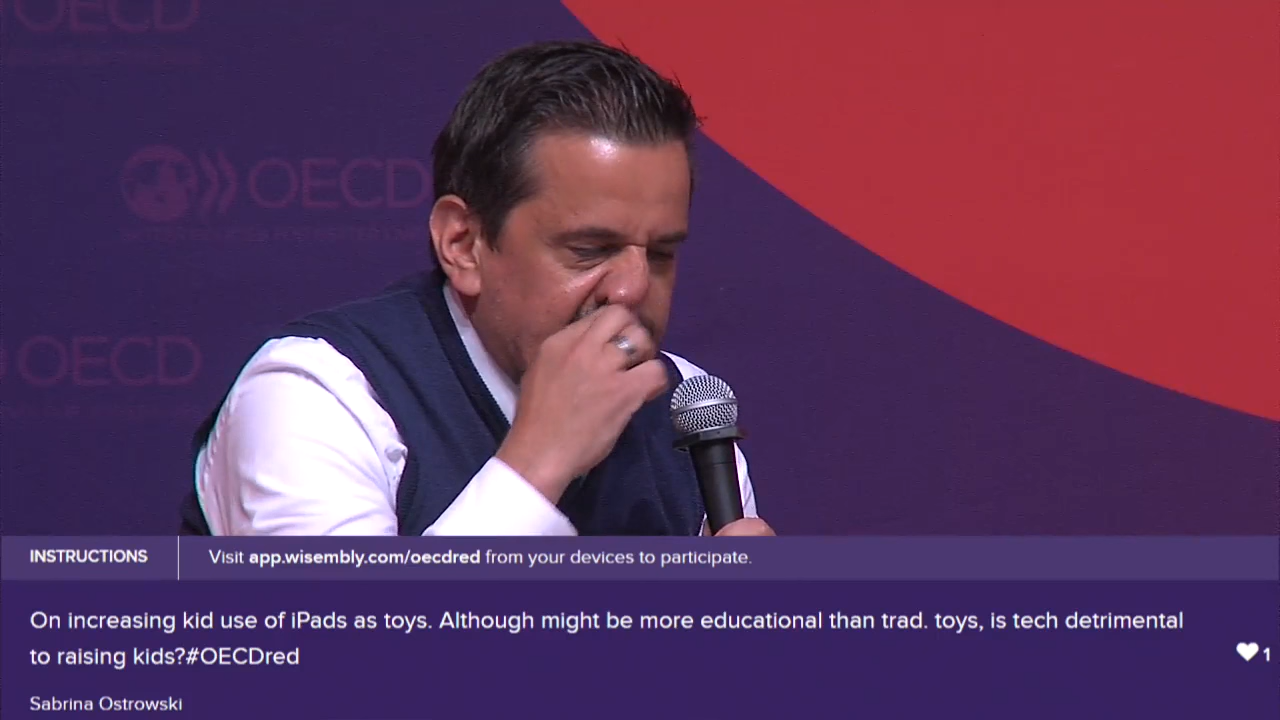 OECD
OECD
OECD
INSTRUCTIONS
Visit app.wisembly.com/oecdred from your devices to participate.
On increasing kid use of iPads as toys. Although might be more educational than trad. toys, is tech detrimental
to raising kids?#OECDred
1
Sabrina Ostrowski